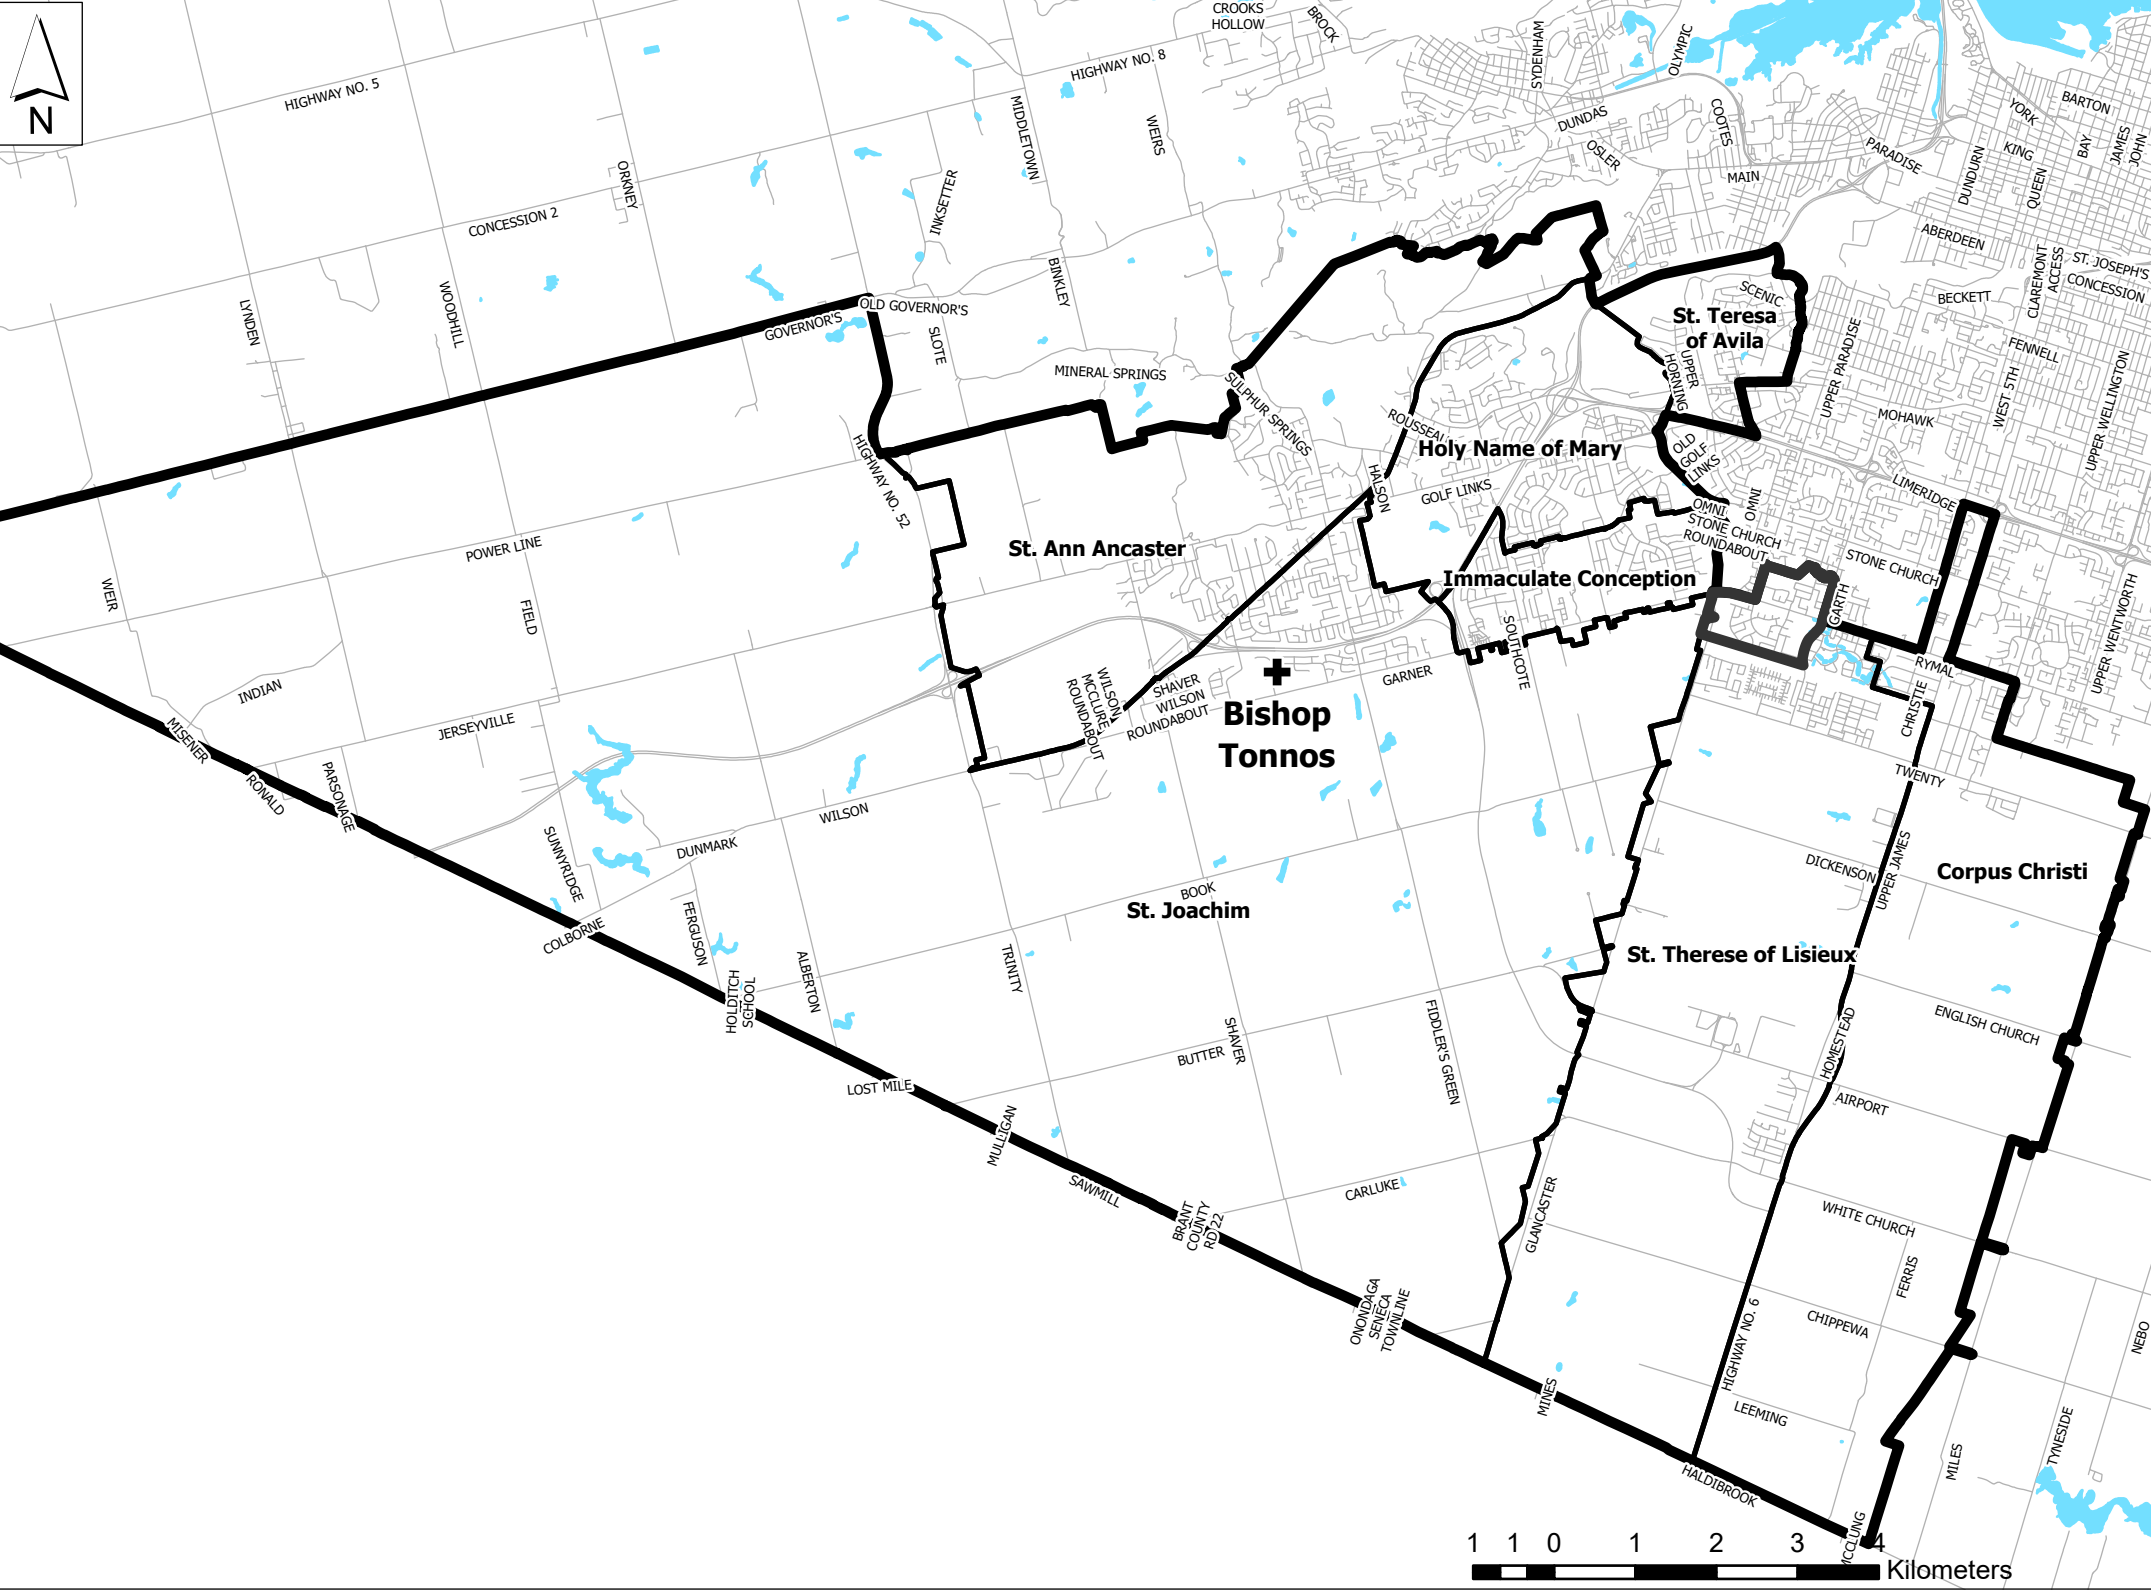 N
CROOKS
HOLLOW
BROCK
SYDENHAM
OLYMPIC
HIGHWAY NO. 5
HIGHWAY NO. 8
MIDDLETOWN
WEIRS
DUNDAS
OSLER
COOTES
MAIN
PARADISE
YORK
BARTON
KING
BAY
JAMES
JOHN
DUNDURN
QUEEN
ABERDEEN
ORKNEY
INKSETTER
CONCESSION 2
BINKLEY
LYNDEN
WOODHILL
GOVERNOR'S
OLD GOVERNOR'S
SLOTE
MINERAL SPRINGS
SULPHUR SPRINGS
SCENIC
St. Teresa
of Avila
UPPER
HORNING
UPPER PARADISE
BECKETT
CLAREMONT
ACCESS
ST. JOSEPH'S
CONCESSION
FENNELL
WEST 5TH
UPPER WELLINGTON
MOHAWK
ROUSSEAU
Holy Name of Mary
OLD
GOLF
LINKS
HALSON
GOLF LINKS
OMNI
OMNI
STONE CHURCH
ROUNDABOUT
LIMERIDGE
STONE CHURCH
HIGHWAY NO. 52
POWER LINE
St. Ann Ancaster
Immaculate Conception
GARTH
UPPER WENTWORTH
WEIR
FIELD
SOUTHCOTE
RYMAL
INDIAN
GARNER
WILSON
MCCLURE
ROUNDABOUT
SHAVER
WILSON
ROUNDABOUT
Bishop
Tonnos
CHRISTIE
MISENER
JERSEYVILLE
RONALD
PARSONAGE
TWENTY
WILSON
DUNMARK
SUNNYRIDGE
DICKENSON
UPPER JAMES
Corpus Christi
BOOK
St. Joachim
COLBORNE
FERGUSON
ALBERTON
TRINITY
St. Therese of Lisieux
HOLDITCH
SCHOOL
SHAVER
FIDDLER'S GREEN
HOMESTEAD
ENGLISH CHURCH
BUTTER
LOST MILE
AIRPORT
MULLIGAN
SAWMILL
CARLUKE
BRANT
COUNTY
RD 22
GLANCASTER
WHITE CHURCH
FERRIS
ONONDAGA
SENECA
TOWNLINE
HIGHWAY NO. 6
CHIPPEWA
NEBO
MINES
LEEMING
TYNESIDE
MILES
HALDIBROOK
MCCLUNG
1 1 0 1 2 3 4
Kilometers